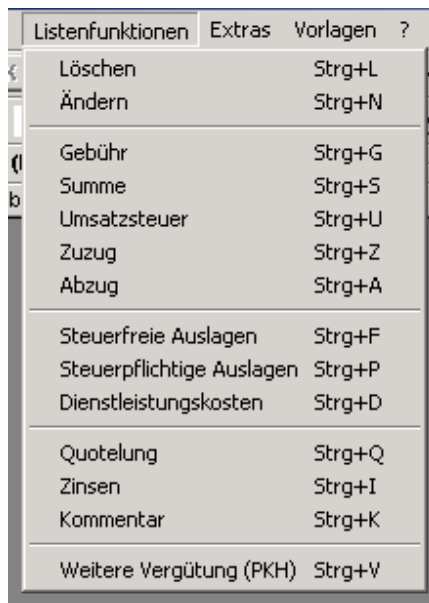 Listenfunktionen Extras Vorlagen ?
Löschen Strg+L
Ändern Strg+N
Gebühr Strg+G
Summe Strg+S
Umsatzsteuer Strg+U
Zuzug Strg+Z
Abzug Strg+A
Steuerfreie Auslagen Strg+F
Steuerpflichtige Auslagen Strg+P
Dienstleistungskosten Strg+D
Quotelung Strg+Q
Zinsen Strg+I
Kommentar Strg+K
Weitere Vergütung (PKH) Strg+V